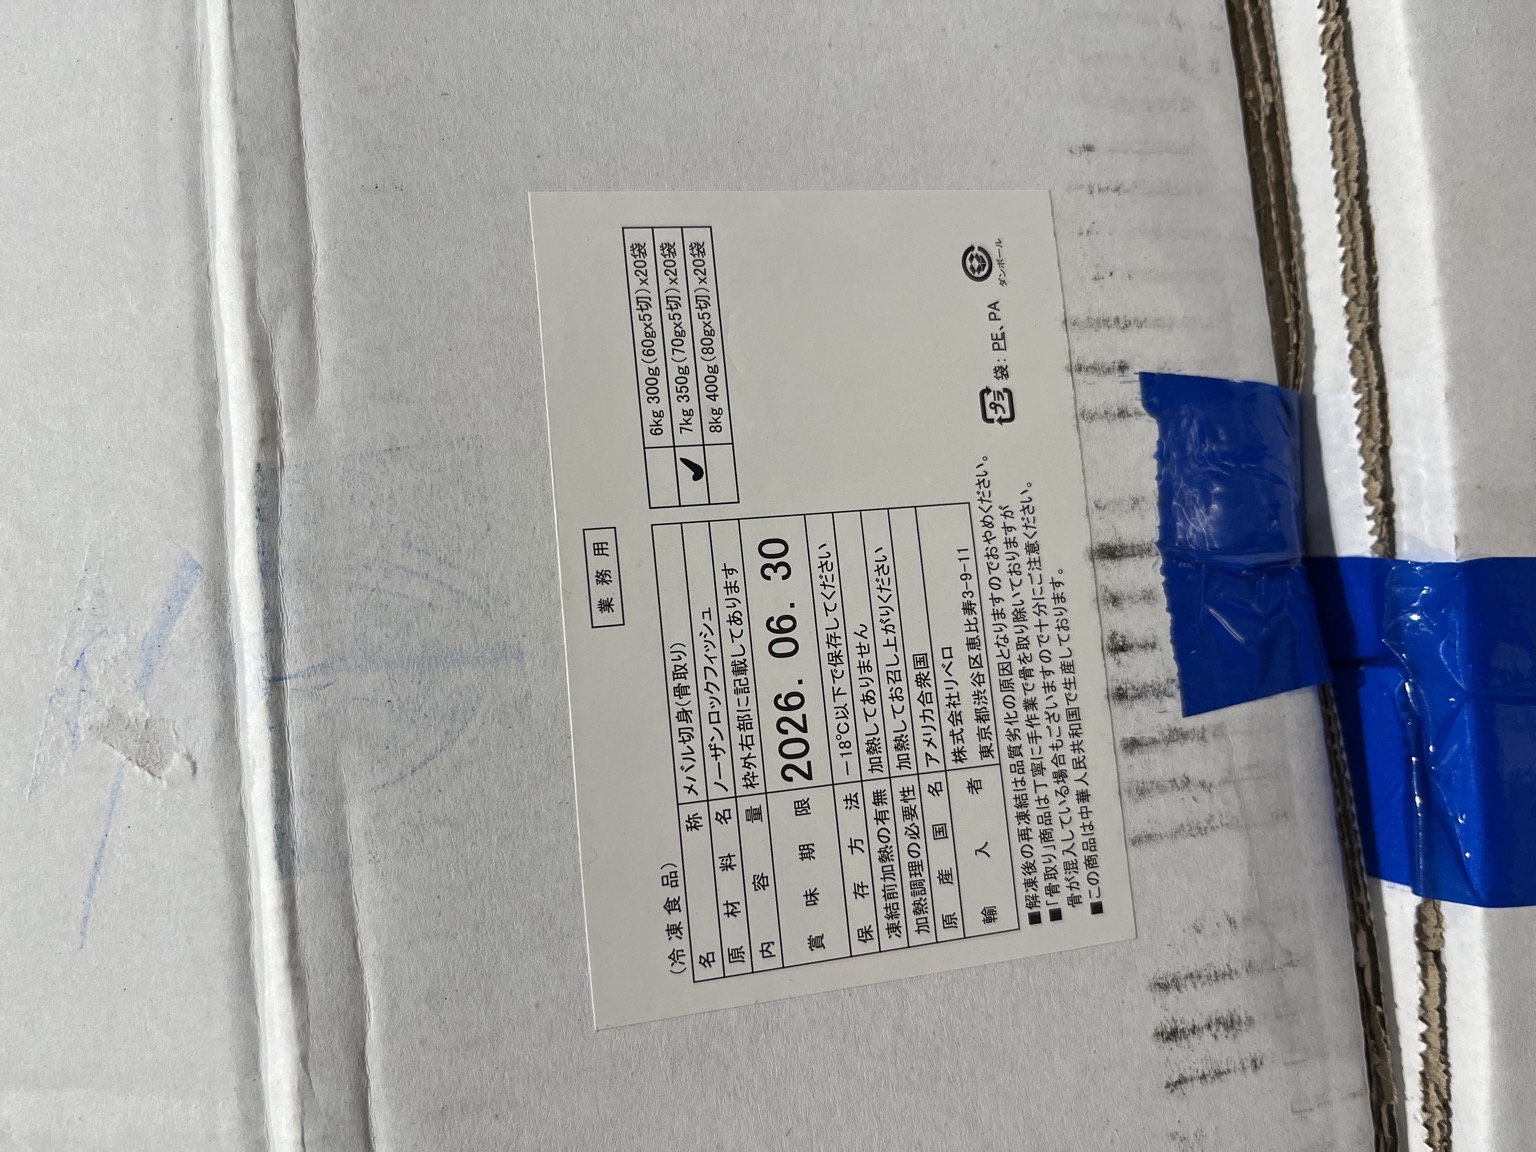 業務用
(冷凍食品)
名称 メバル切身(骨取り)
原材料名 ノーザンロックフィッシュ
内容量 枠外右部に記載してあります
賞味期限 2026. 06. 30
保存方法 －18℃以下で保存してください
凍結前加熱の有無 加熱してありません
加熱調理の必要性 加熱してお召し上がりください
原産国名 アメリカ合衆国
輸入者 株式会社リベロ
東京都渋谷区恵比寿3-9-11
6kg 300g(60gx5切)x20袋
✓ 7kg 350g(70gx5切)x20袋
8kg 400g(80gx5切)x20袋
■解凍後の再凍結は品質劣化の原因となりますのでおやめください。
■「骨取り」商品は丁寧に手作業で骨を取り除いておりますが
骨が混入している場合もございますので十分にご注意ください。
■この商品は中華人民共和国で生産しております。
プラ 袋: PE、PA
ダンボール